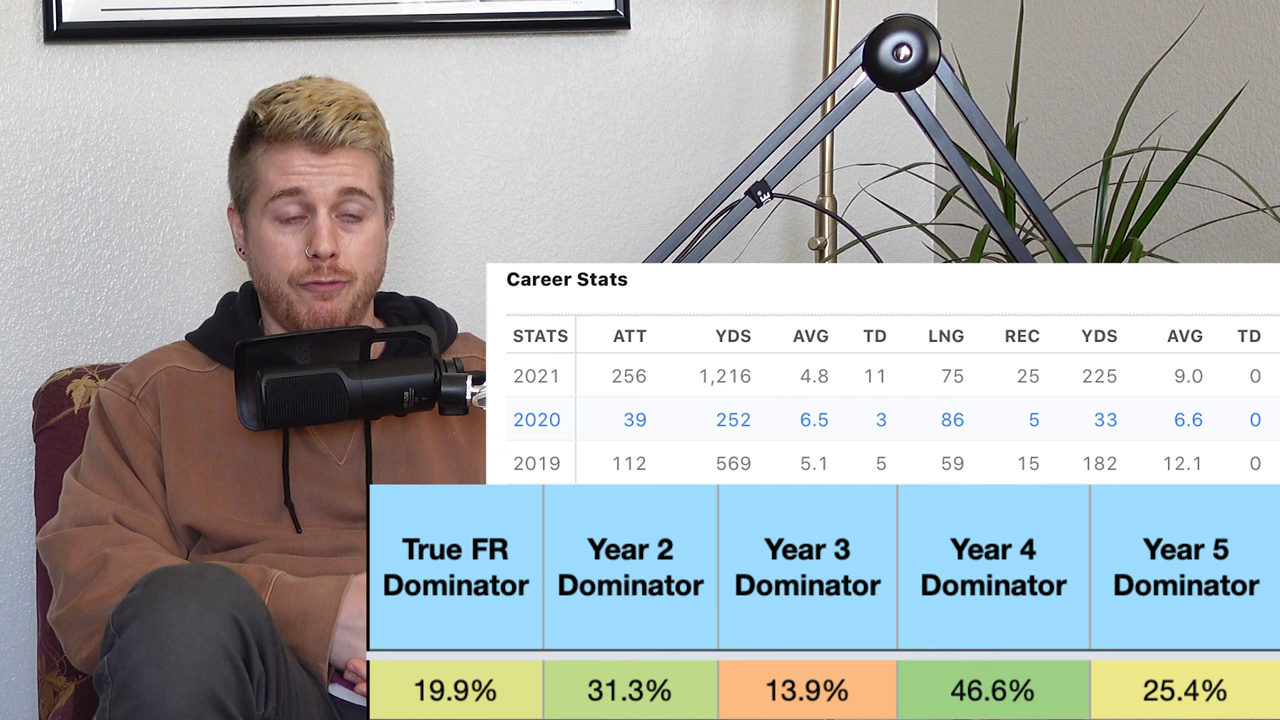 Career Stats
STATS ATT YDS AVG TD LNG REC YDS AVG TD
2021 256 1,216 4.8 11 75 25 225 9.0 0
2020 39 252 6.5 3 86 5 33 6.6 0
2019 112 569 5.1 5 59 15 182 12.1 0
True FR Dominator Year 2 Dominator Year 3 Dominator Year 4 Dominator Year 5 Dominator
19.9% 31.3% 13.9% 46.6% 25.4%